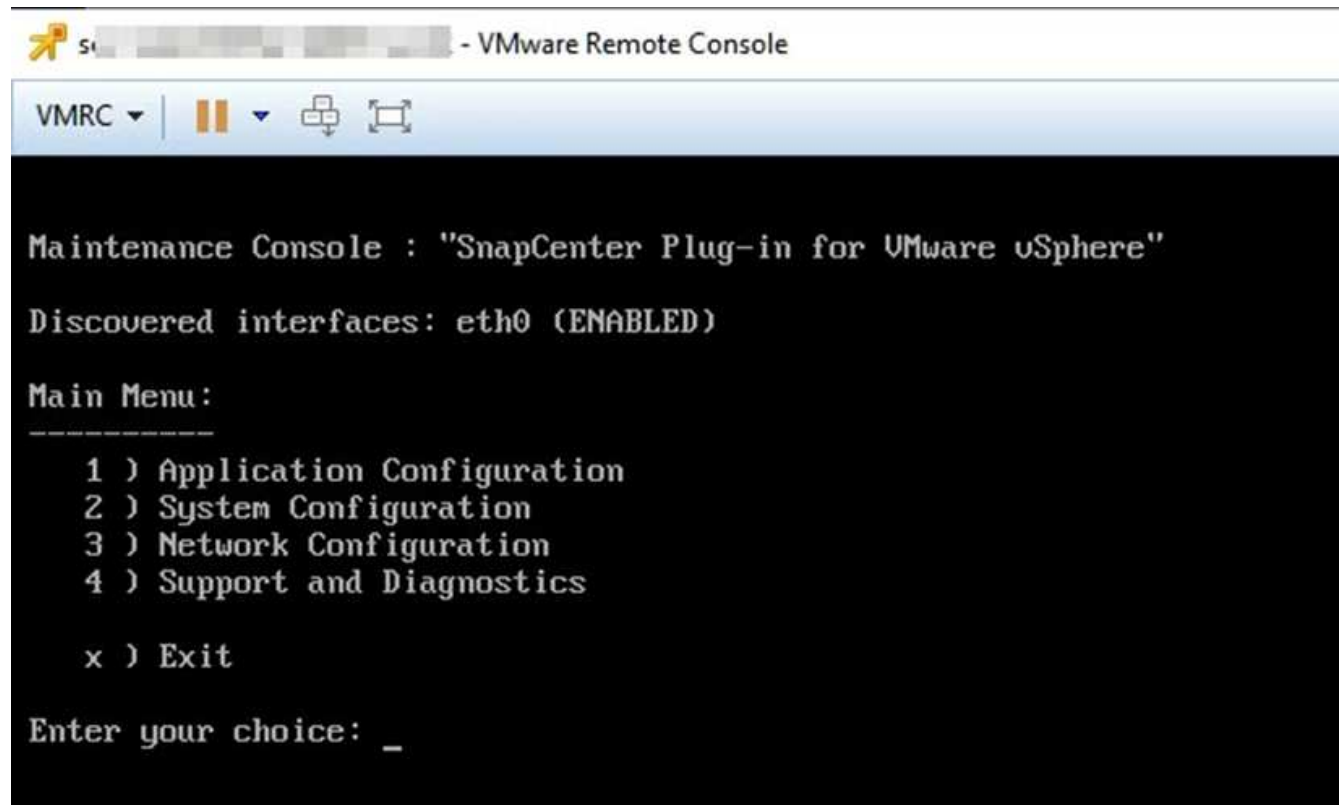 - VMware Remote Console
VMRC
Maintenance Console : "SnapCenter Plug-in for VMware vSphere"
Discovered interfaces: eth0 (ENABLED)
Main Menu:
----------
1 ) Application Configuration
2 ) System Configuration
3 ) Network Configuration
4 ) Support and Diagnostics
x ) Exit
Enter your choice: _